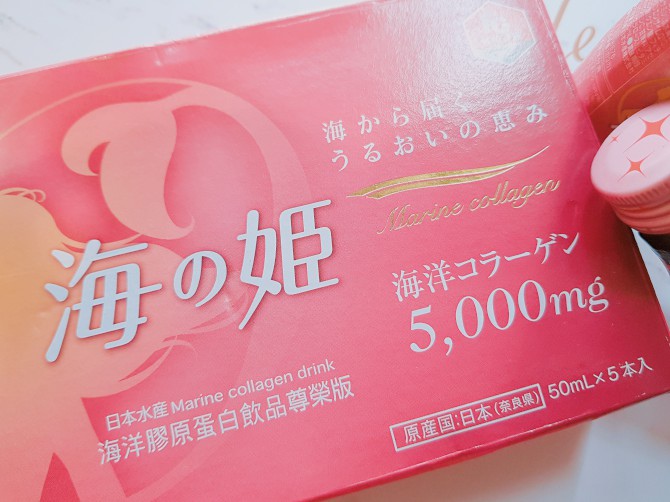 海から届く
うるおいの恵み
Marine collagen
海の姫
海洋コラーゲン
5,000mg
日本水産 Marine collagen drink
海洋膠原蛋白飲品尊榮版
原産国:日本(奈良県)
50mL×5本入